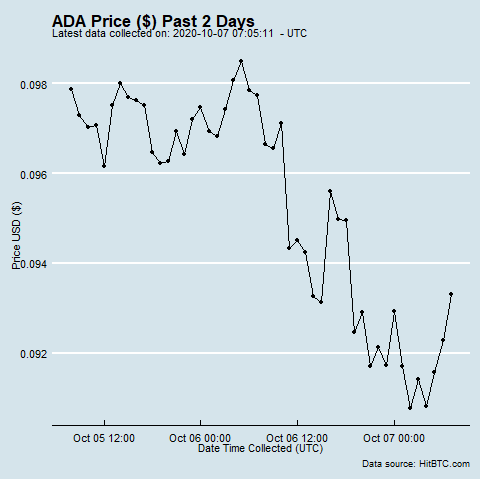 ADA Price ($) Past 2 Days
Latest data collected on: 2020-10-07 07:05:11  - UTC
0.098
0.096
0.094
0.092
Price USD ($)
Oct 05 12:00 Oct 06 00:00 Oct 06 12:00 Oct 07 00:00
Date Time Collected (UTC)
Data source: HitBTC.com